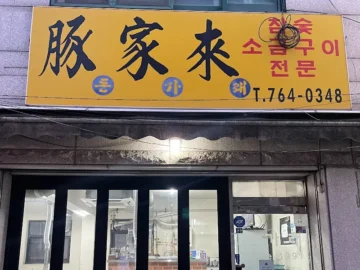 豚家來
돈가래
참숯
소금구이
전문
T.764-0348